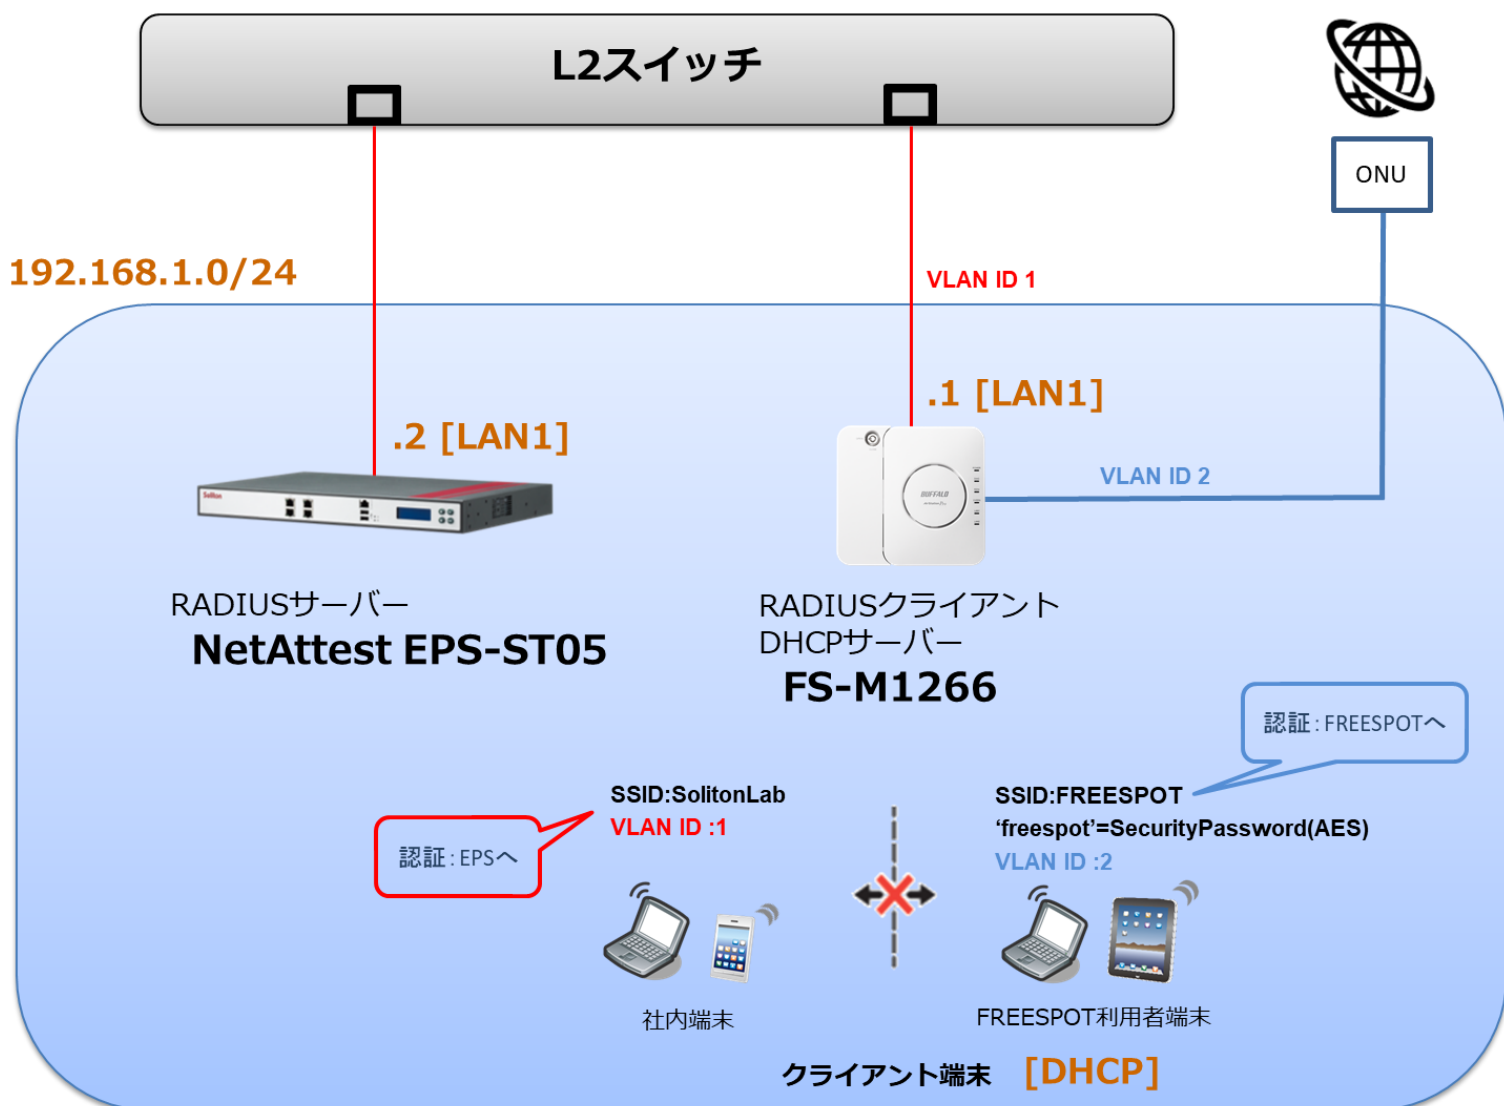 L2スイッチ
ONU
192.168.1.0/24
VLAN ID 1
.1 [LAN1]
.2 [LAN1]
VLAN ID 2
Soliton
BUFFALO
RADIUSサーバー
NetAttest EPS-ST05
RADIUSクライアント
DHCPサーバー
FS-M1266
認証:FREESPOTへ
SSID:SolitonLab
VLAN ID :1
認証:EPSへ
SSID:FREESPOT
‘freespot’=SecurityPassword(AES)
VLAN ID :2
社内端末
FREESPOT利用者端末
クライアント端末 [DHCP]